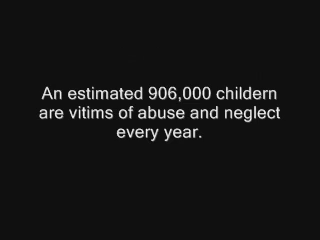 An estimated 906,000 childern
are vitims of abuse and neglect
every year.